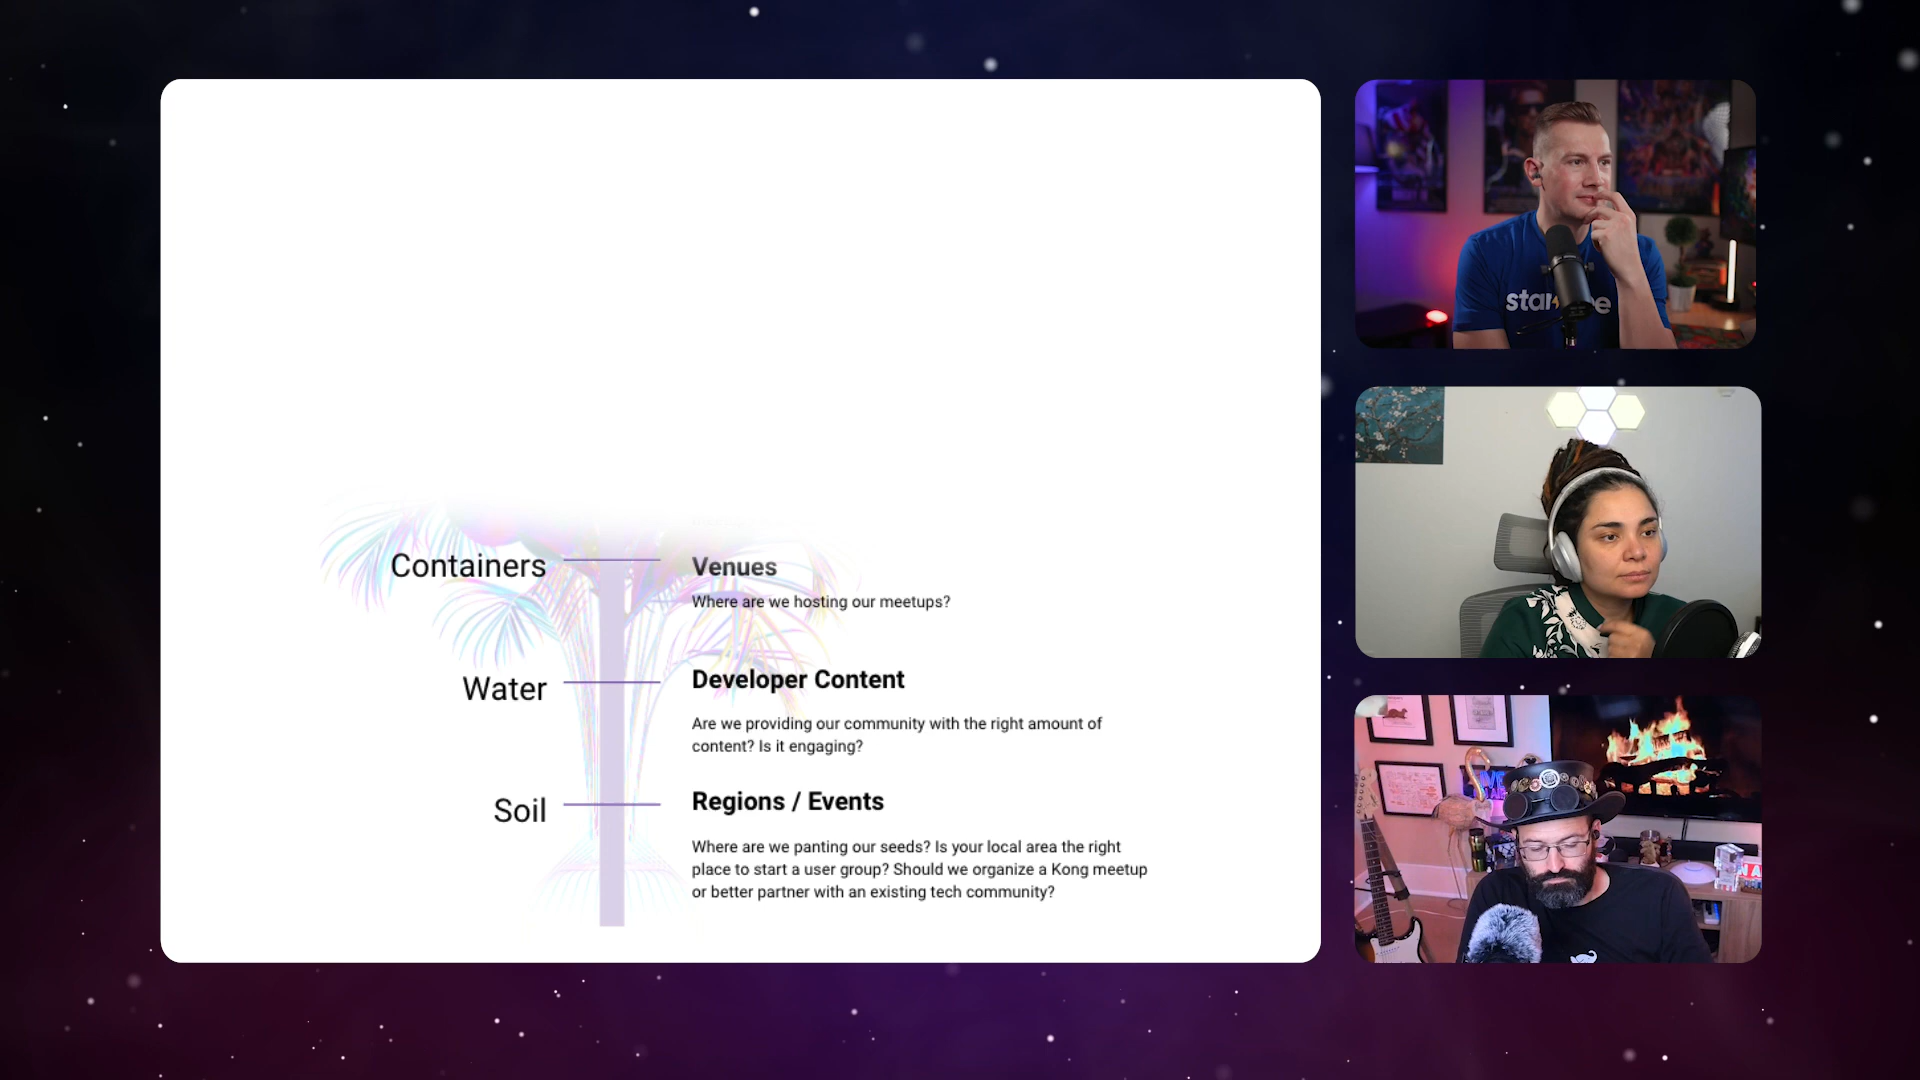 Containers
Venues
Where are we hosting our meetups?
Water
Developer Content
Are we providing our community with the right amount of
content? Is it engaging?
Soil
Regions / Events
Where are we panting our seeds? Is your local area the right
place to start a user group? Should we organize a Kong meetup
or better partner with an existing tech community?